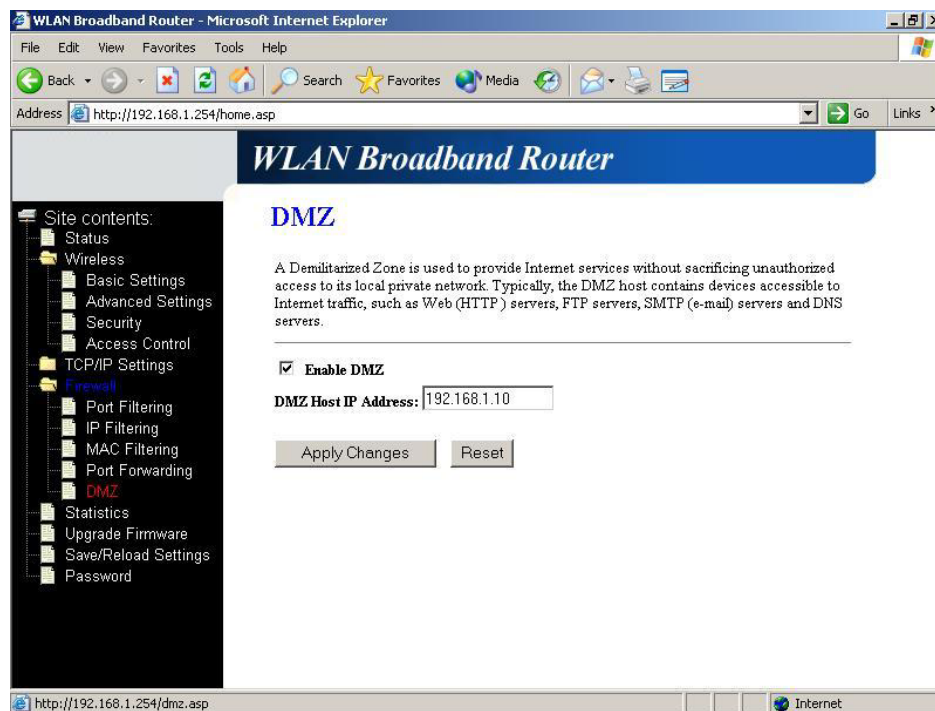 WLAN Broadband Router - Microsoft Internet Explorer
File Edit View Favorites Tools Help
Back Search Favorites Media
Address http://192.168.1.254/home.asp Go Links
WLAN Broadband Router
Site contents:
Status
Wireless
Basic Settings
Advanced Settings
Security
Access Control
TCP/IP Settings
Firewall
Port Filtering
IP Filtering
MAC Filtering
Port Forwarding
DMZ
Statistics
Upgrade Firmware
Save/Reload Settings
Password
DMZ
A Demilitarized Zone is used to provide Internet services without sacrificing unauthorized
access to its local private network. Typically, the DMZ host contains devices accessible to
Internet traffic, such as Web (HTTP ) servers, FTP servers, SMTP (e-mail) servers and DNS
servers.
Enable DMZ
DMZ Host IP Address: 192.168.1.10
Apply Changes Reset
http://192.168.1.254/dmz.asp Internet